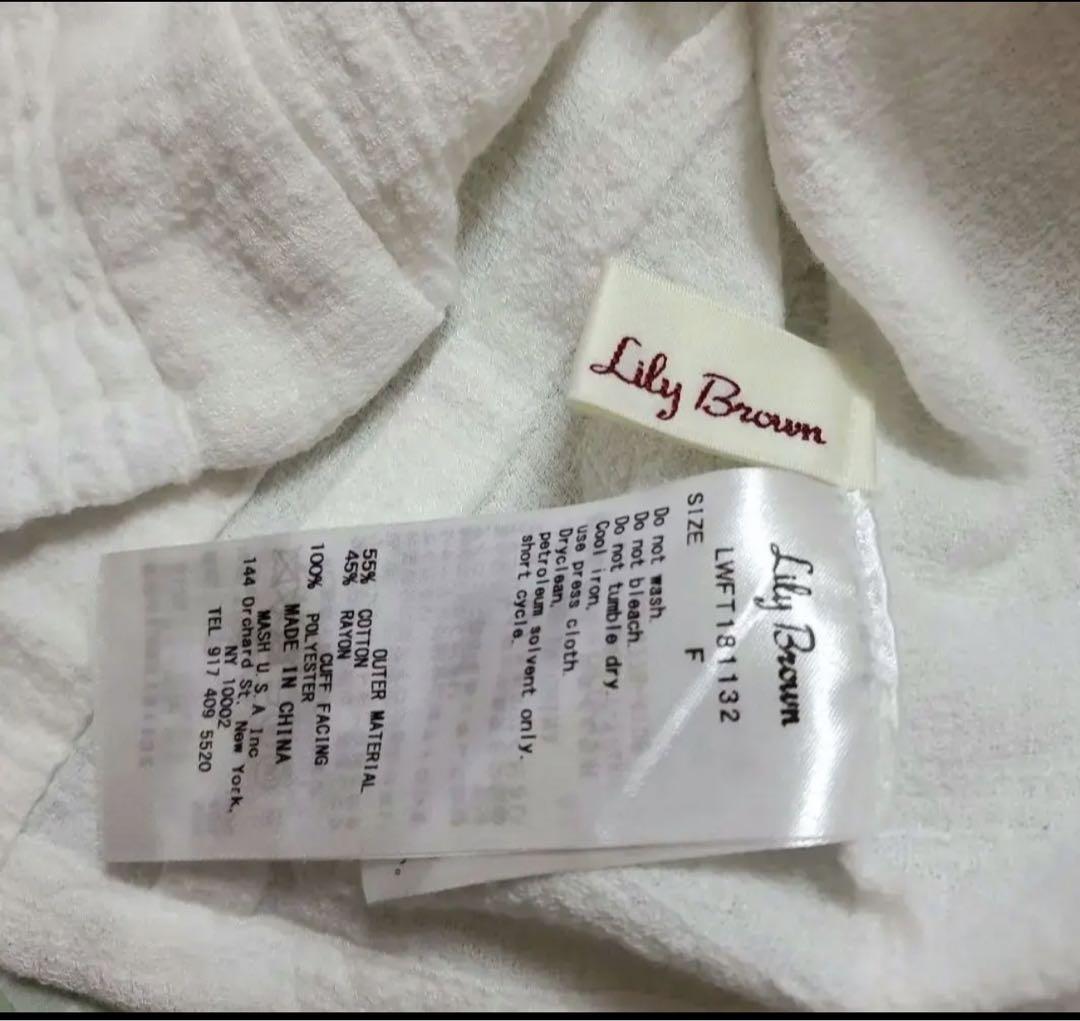 Lily Brown
Lily Brown
LWFT181132
SIZE F
Do not wash.
Do not bleach.
Do not tumble dry.
Cool iron,
use press cloth.
Dryclean,
petroleum solvent only.
short cycle.
OUTER MATERIAL
55% COTTON
45% RAYON
CUFF FACING
100% POLYESTER
MADE IN CHINA
MASH U.S.A Inc
144 Orchard St. New York,
NY 10002
TEL 917 409 5520